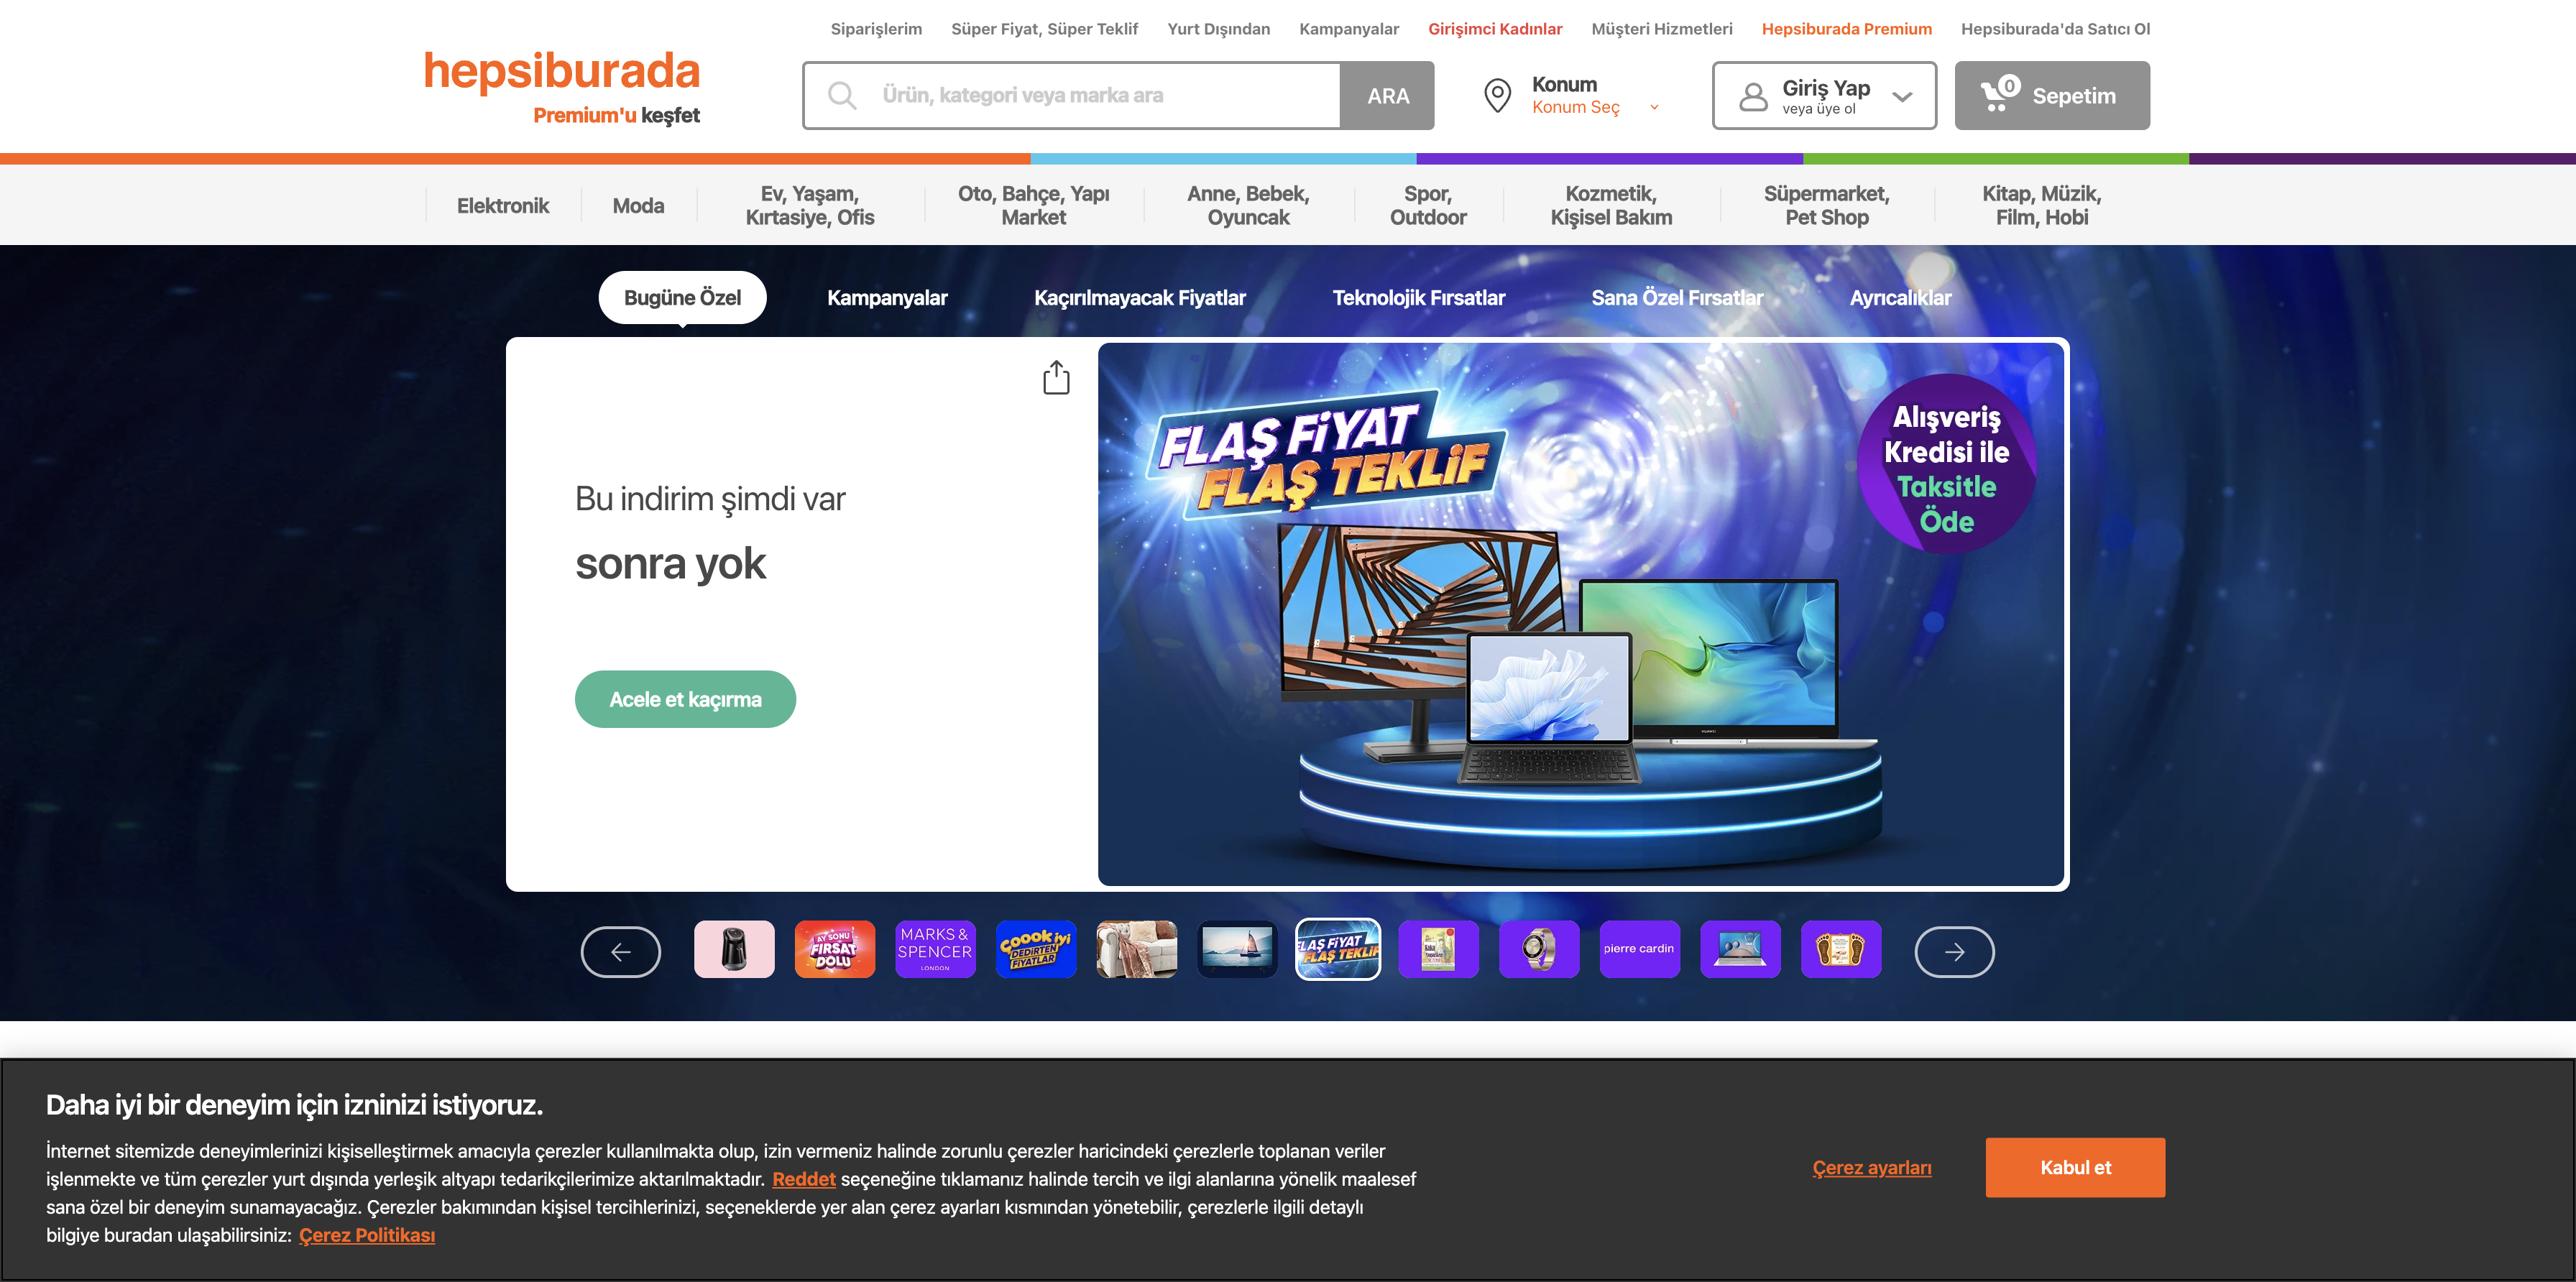 Siparişlerim
Süper Fiyat, Süper Teklif
Yurt Dışından
Kampanyalar
Girişimci Kadınlar
Müşteri Hizmetleri
Hepsiburada Premium
Hepsiburada'da Satıcı Ol
hepsiburada
Premium'u keşfet
Ürün, kategori veya marka ara
ARA
Konum
Konum Seç
Giriş Yap
veya üye ol
0
Sepetim
Elektronik
Moda
Ev, Yaşam,
Kırtasiye, Ofis
Oto, Bahçe, Yapı
Market
Anne, Bebek,
Oyuncak
Spor,
Outdoor
Kozmetik,
Kişisel Bakım
Süpermarket,
Pet Shop
Kitap, Müzik,
Film, Hobi
Bugüne Özel
Kampanyalar
Kaçırılmayacak Fiyatlar
Teknolojik Fırsatlar
Sana Özel Fırsatlar
Ayrıcalıklar
Bu indirim şimdi var
sonra yok
Acele et kaçırma
FLAŞ FİYAT
FLAŞ TEKLİF
Alışveriş
Kredisi ile
Taksitle
Öde
HUAWEI
AY SONU
FIRSAT
DOLU
MARKS &
SPENCER
LONDON
Coook iyi
DEDİRTEN
FİYATLAR
FLAŞ FİYAT
FLAŞ TEKLİF
pierre cardin
Daha iyi bir deneyim için izninizi istiyoruz.
İnternet sitemizde deneyimlerinizi kişiselleştirmek amacıyla çerezler kullanılmakta olup, izin vermeniz halinde zorunlu çerezler haricindeki çerezlerle toplanan veriler
işlenmekte ve tüm çerezler yurt dışında yerleşik altyapı tedarikçilerimize aktarılmaktadır. Reddet seçeneğine tıklamanız halinde tercih ve ilgi alanlarına yönelik maalesef
sana özel bir deneyim sunamayacağız. Çerezler bakımından kişisel tercihlerinizi, seçeneklerde yer alan çerez ayarları kısmından yönetebilir, çerezlerle ilgili detaylı
bilgiye buradan ulaşabilirsiniz: Çerez Politikası
Çerez ayarları
Kabul et